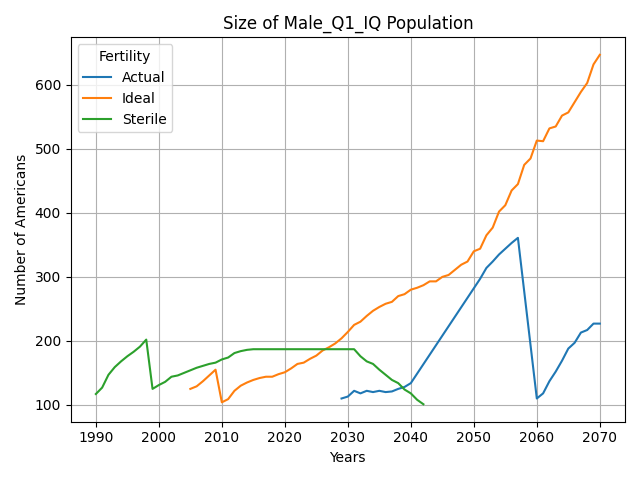 Size of Male_Q1_IQ Population
Fertility
Actual
Ideal
Sterile
Number of Americans
600
500
400
300
200
100
1990
2000
2010
2020
2030
2040
2050
2060
2070
Years